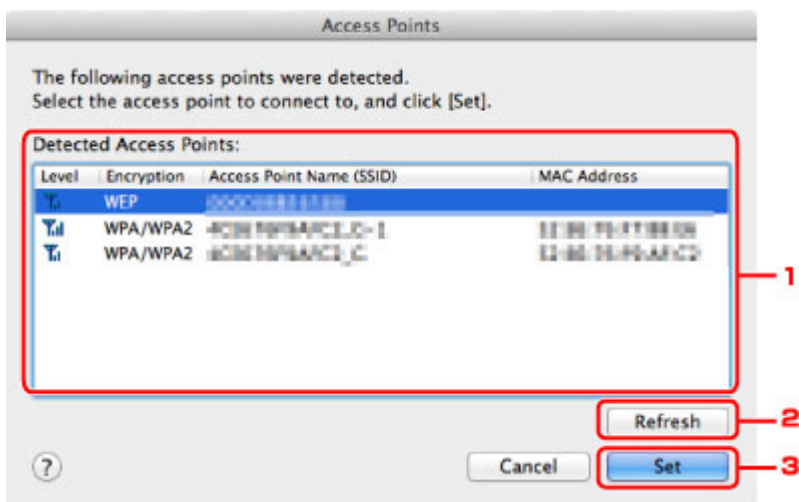 Access Points
The following access points were detected.
Select the access point to connect to, and click [Set].
Detected Access Points:
Level Encryption Access Point Name (SSID) MAC Address
WEP
WPA/WPA2
WPA/WPA2
1
Refresh 2
? Cancel Set 3